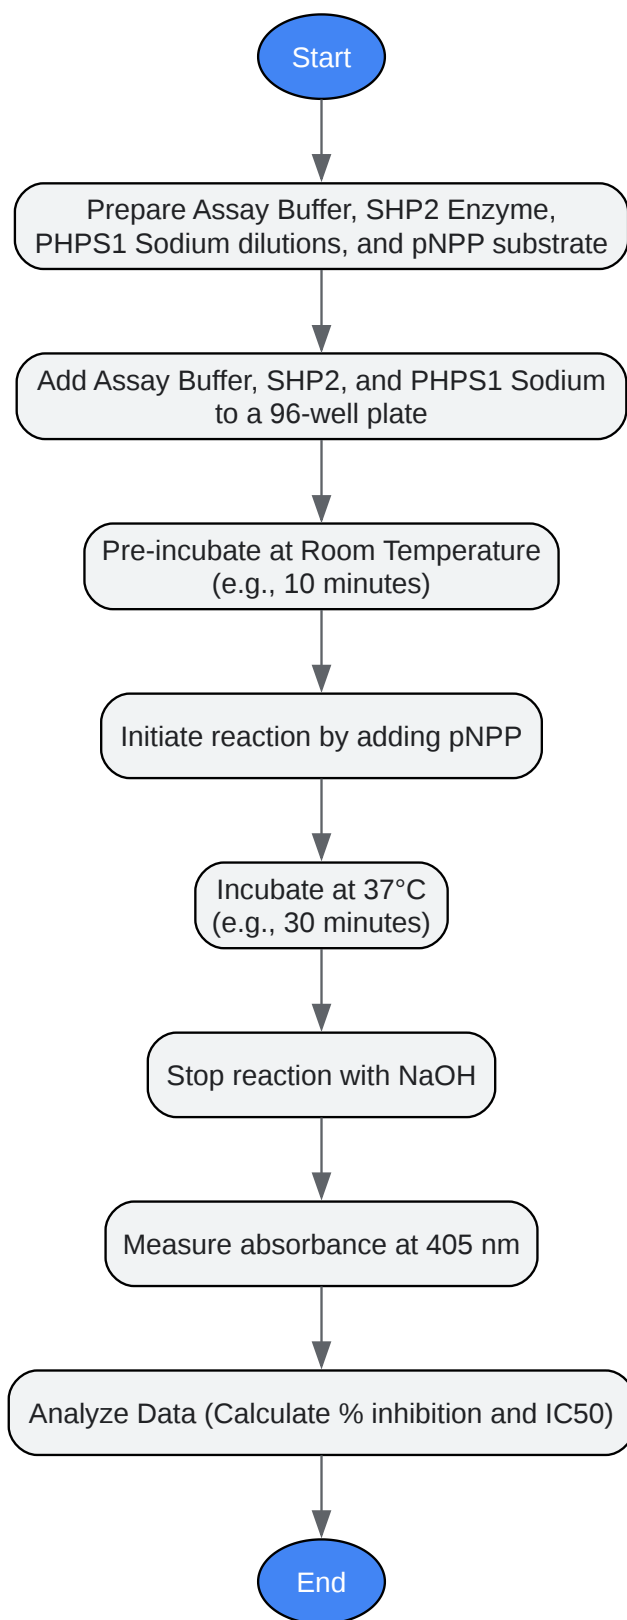 Start
Prepare Assay Buffer, SHP2 Enzyme,
PHPS1 Sodium dilutions, and pNPP substrate
Add Assay Buffer, SHP2, and PHPS1 Sodium
to a 96-well plate
Pre-incubate at Room Temperature
(e.g., 10 minutes)
Initiate reaction by adding pNPP
Incubate at 37°C
(e.g., 30 minutes)
Stop reaction with NaOH
Measure absorbance at 405 nm
Analyze Data (Calculate % inhibition and IC50)
End